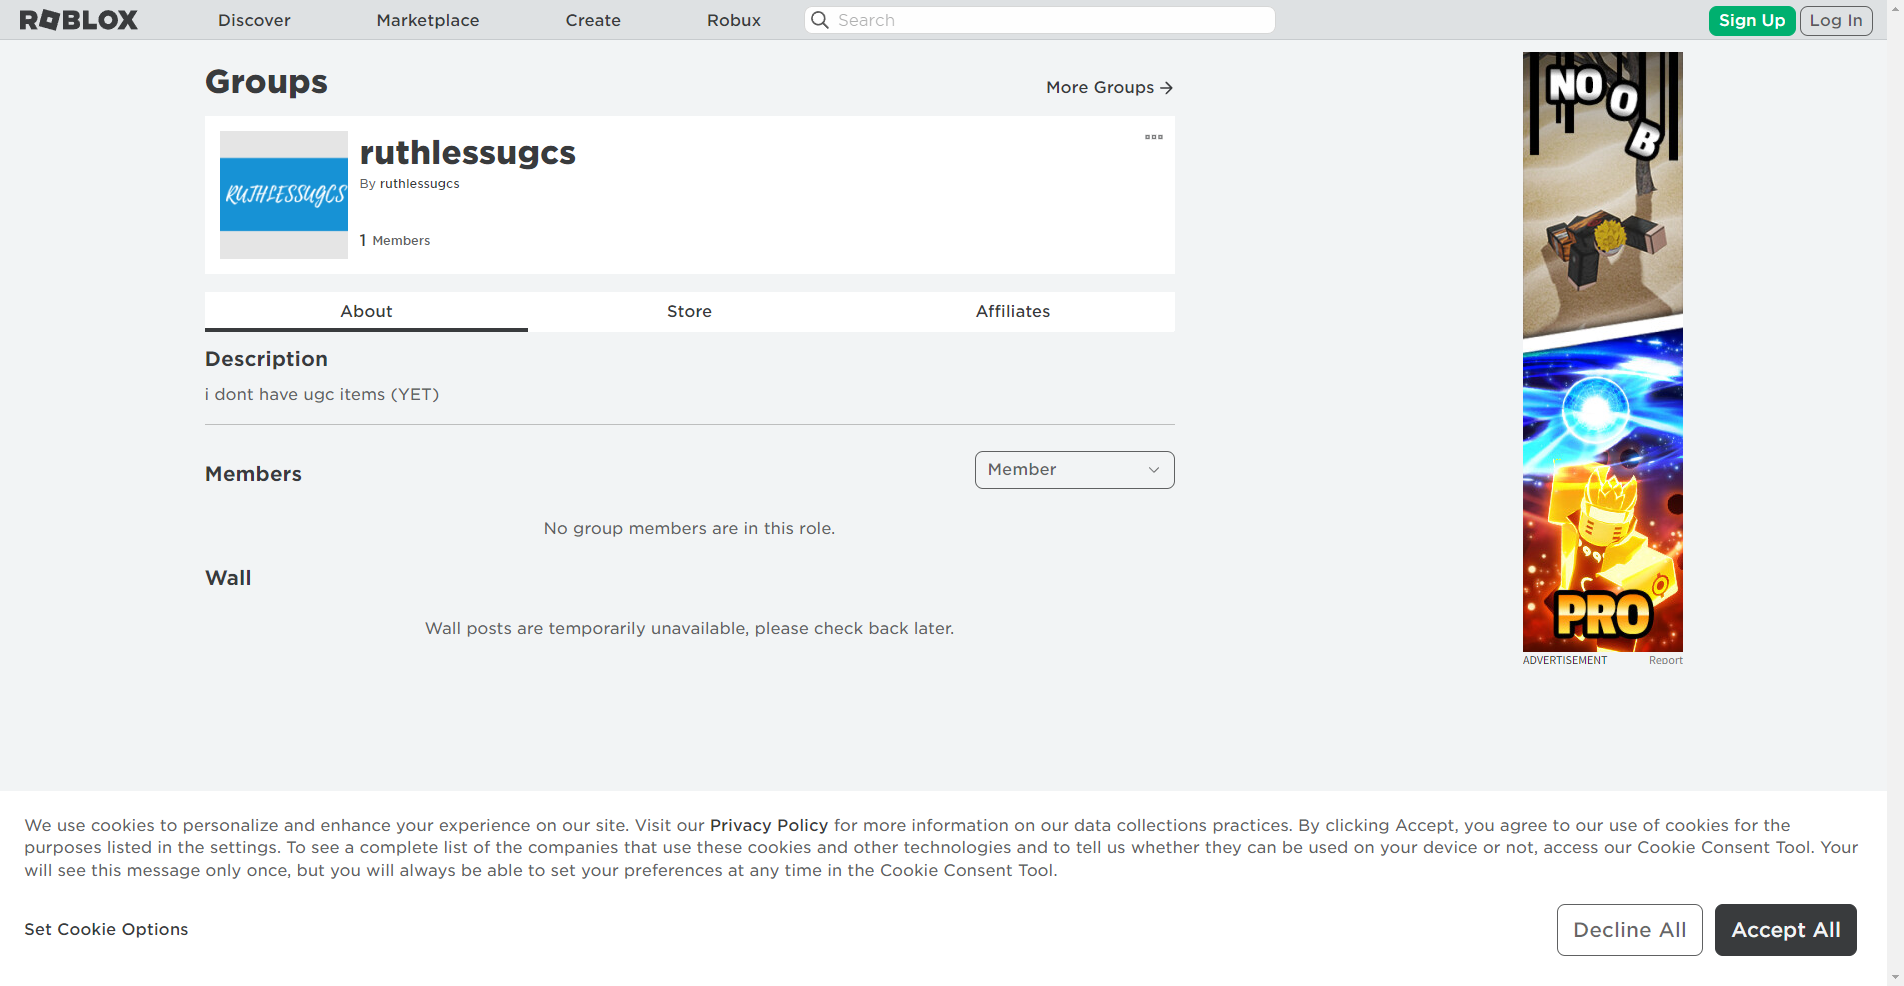 ROBLOX
Discover
Marketplace
Create
Robux
Search
Sign Up
Log In
Groups
More Groups
RUTHLESSUGCS
ruthlessugcs
By ruthlessugcs
1 Members
About
Store
Affiliates
Description
i dont have ugc items (YET)
Members
Member
No group members are in this role.
Wall
Wall posts are temporarily unavailable, please check back later.
NOOB
PRO
ADVERTISEMENT
Report
We use cookies to personalize and enhance your experience on our site. Visit our Privacy Policy for more information on our data collections practices. By clicking Accept, you agree to our use of cookies for the
purposes listed in the settings. To see a complete list of the companies that use these cookies and other technologies and to tell us whether they can be used on your device or not, access our Cookie Consent Tool. Your
will see this message only once, but you will always be able to set your preferences at any time in the Cookie Consent Tool.
Set Cookie Options
Decline All
Accept All